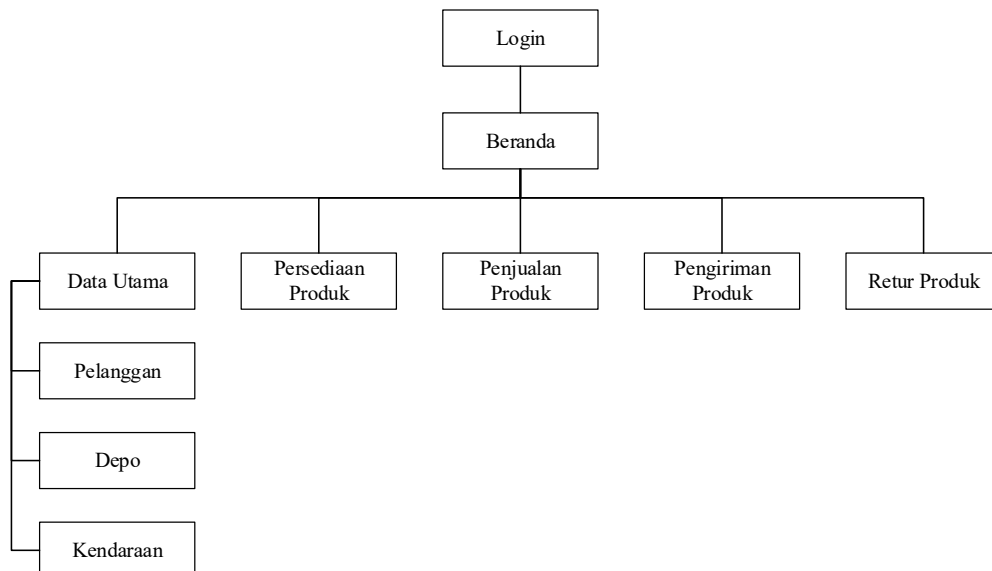 Login
Beranda
Data Utama
Persediaan
Produk
Penjualan
Produk
Pengiriman
Produk
Retur Produk
Pelanggan
Depo
Kendaraan